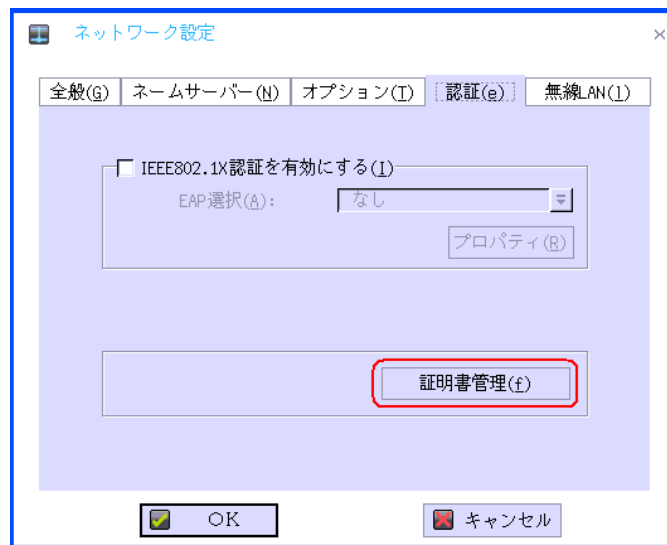 ネットワーク設定
全般(G) ネームサーバー(N) オプション(T) 認証(e) 無線LAN(l)
IEEE802.1X認証を有効にする(I)
EAP選択(A): なし
プロパティ(R)
証明書管理(f)
OK キャンセル